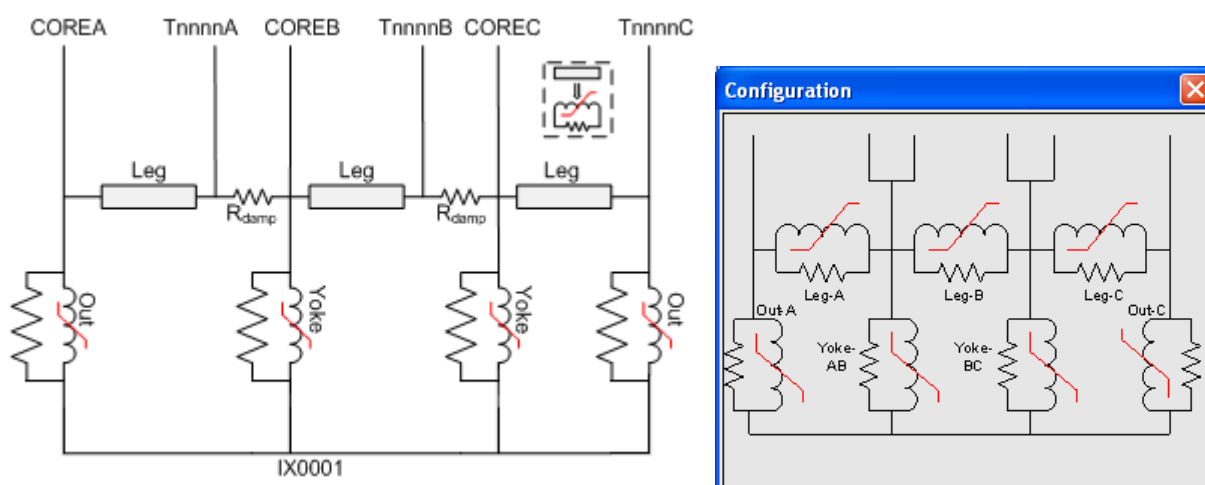 COREA TnnnnA COREB TnnnnB COREC TnnnnC
Leg Leg Leg
Rdamp Rdamp
Out Yoke Yoke Out
IX0001
Configuration
Leg-A Leg-B Leg-C
Out-A Out-C
Yoke-AB Yoke-BC